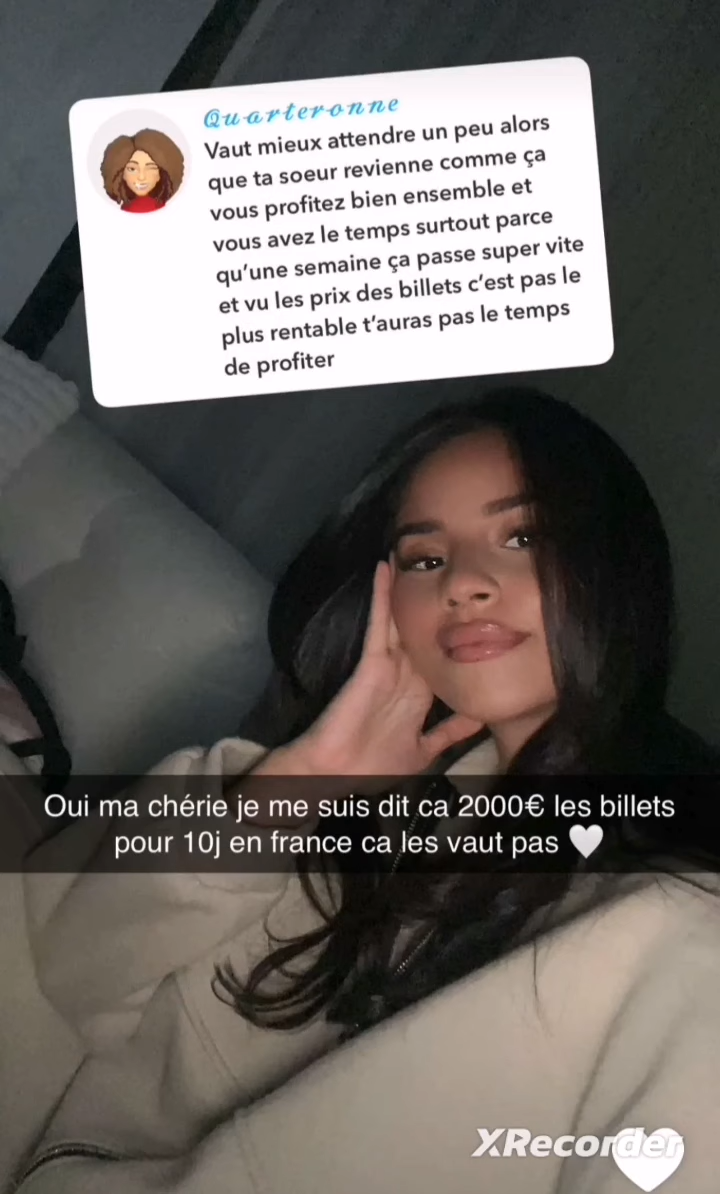 Quarteronne
Vaut mieux attendre un peu alors
que ta soeur revienne comme ça
vous profitez bien ensemble et
vous avez le temps surtout parce
qu'une semaine ça passe super vite
et vu les prix des billets c'est pas le
plus rentable t'auras pas le temps
de profiter
Oui ma chérie je me suis dit ca 2000€ les billets
pour 10j en france ca les vaut pas 🤍
XRecorder